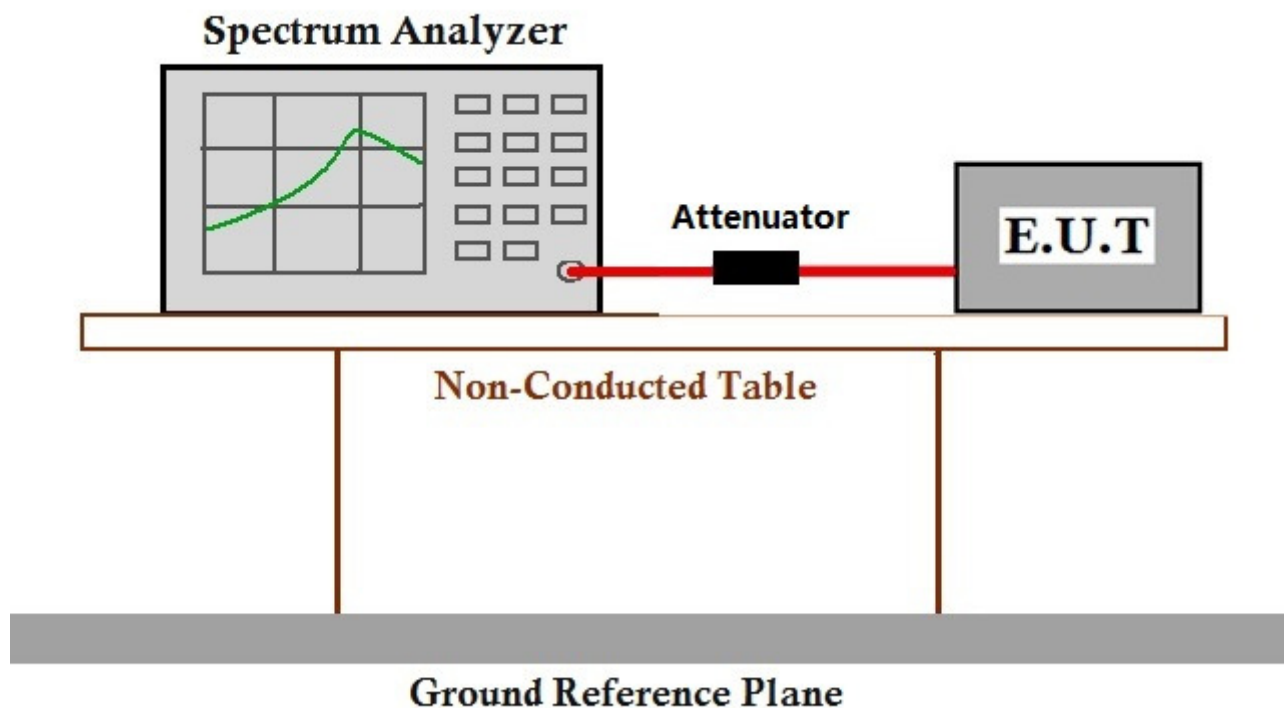 Spectrum Analyzer
Attenuator
E.U.T
Non-Conducted Table
Ground Reference Plane